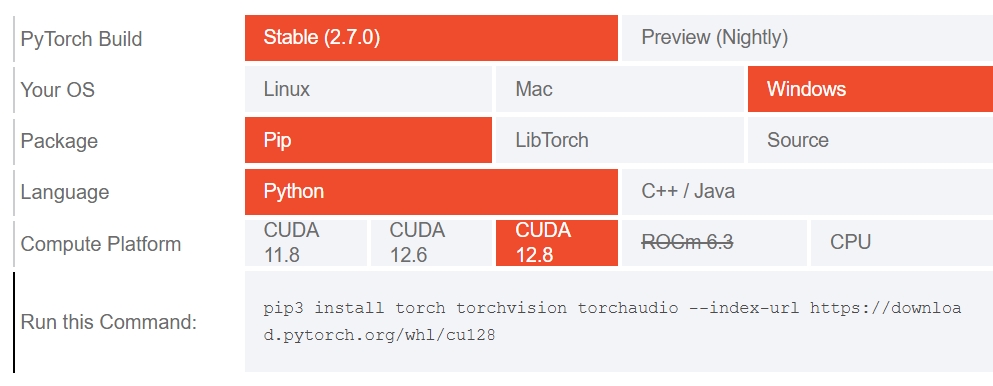 PyTorch Build Stable (2.7.0) Preview (Nightly)
Your OS Linux Mac Windows
Package Pip LibTorch Source
Language Python C++ / Java
Compute Platform CUDA 11.8 CUDA 12.6 CUDA 12.8 ROCm 6.3 CPU
Run this Command: pip3 install torch torchvision torchaudio --index-url https://downloa
d.pytorch.org/whl/cu128